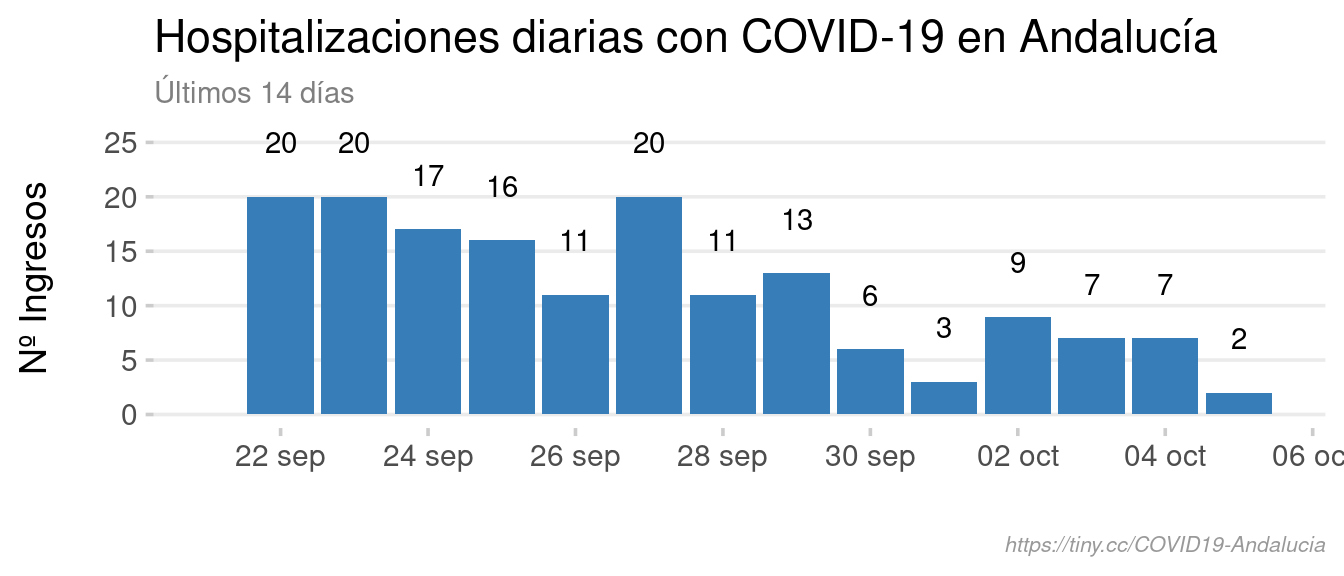 Hospitalizaciones diarias con COVID-19 en Andalucía
Últimos 14 días
Nº Ingresos
25
20
15
10
5
0
20 20 17 16 11 20 11 13 6 3 9 7 7 2
22 sep 24 sep 26 sep 28 sep 30 sep 02 oct 04 oct 06 oc
https://tiny.cc/COVID19-Andalucia